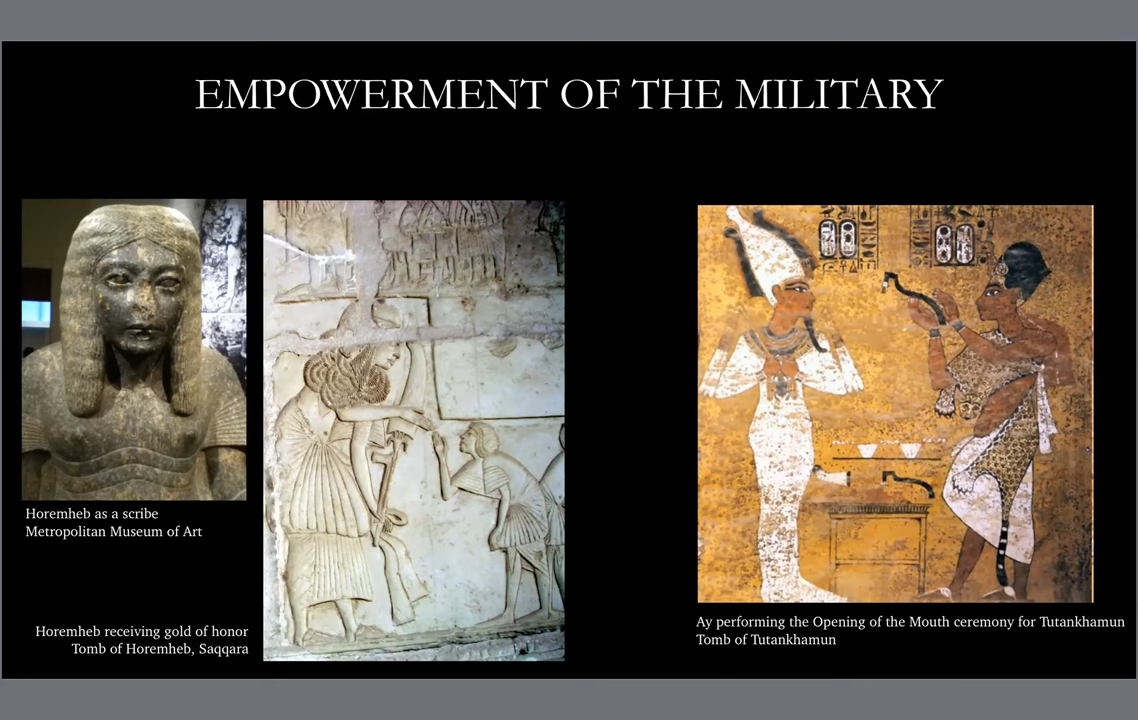 EMPOWERMENT OF THE MILITARY
Horemheb as a scribe
Metropolitan Museum of Art
Horemheb receiving gold of honor
Tomb of Horemheb, Saqqara
Ay performing the Opening of the Mouth ceremony for Tutankhamun
Tomb of Tutankhamun